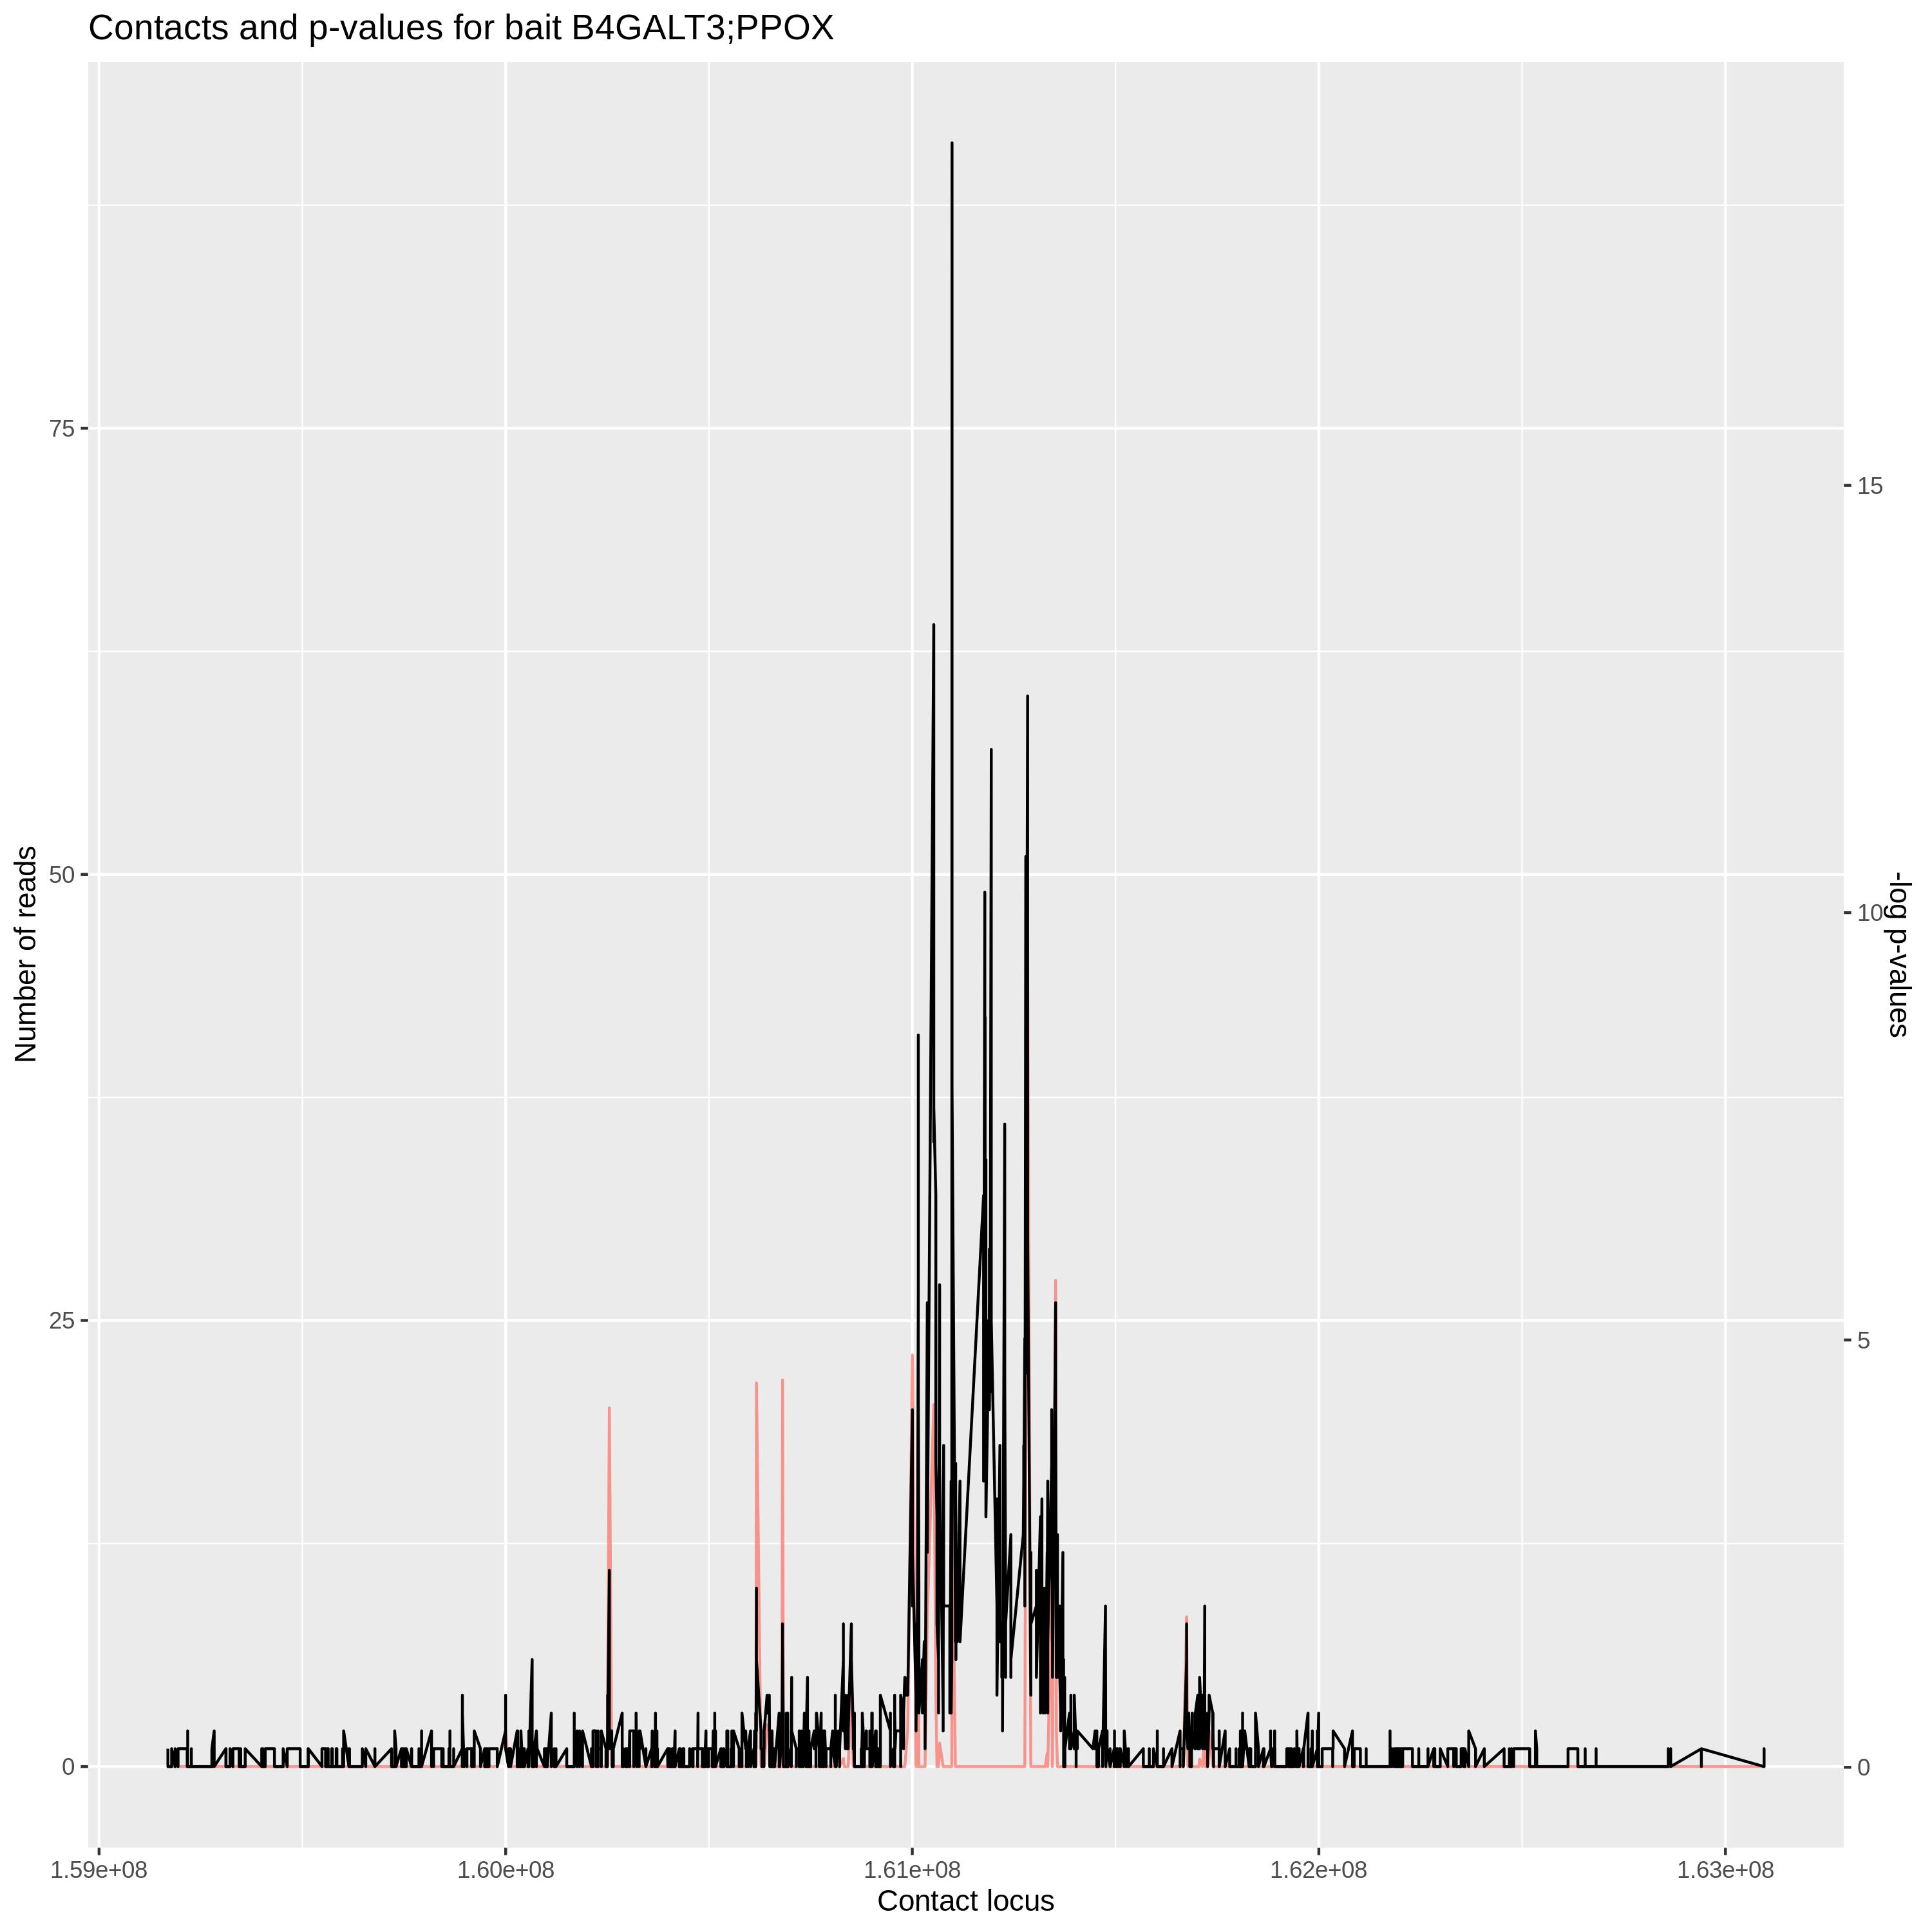 Contacts and p-values for bait B4GALT3;PPOX
Number of reads
75
50
25
0
15
10
5
0
-log p-values
1.59e+08
1.60e+08
1.61e+08
1.62e+08
1.63e+08
Contact locus